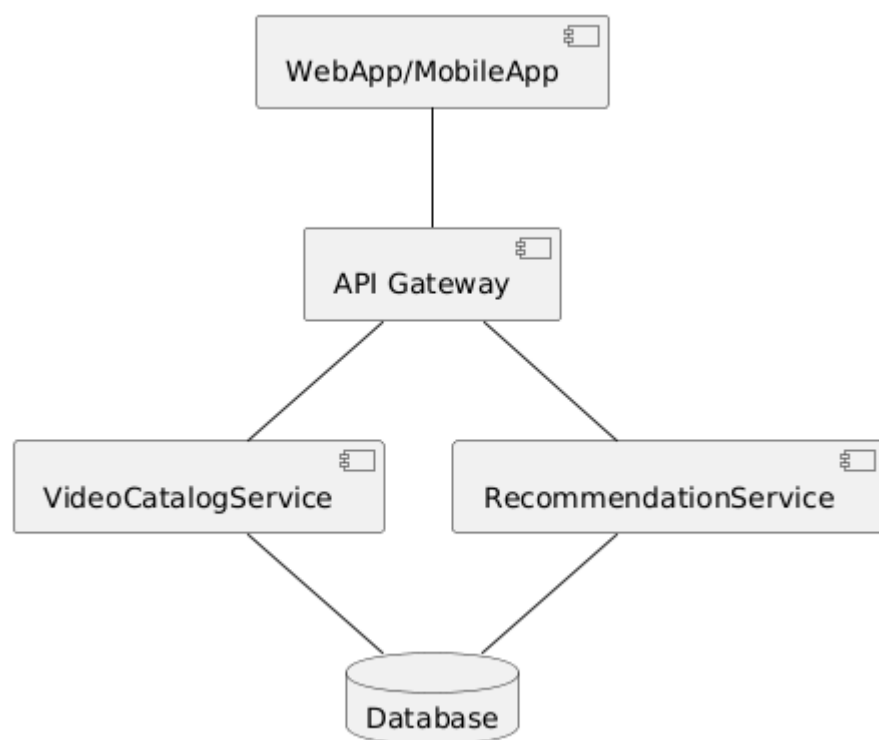 WebApp/MobileApp
API Gateway
VideoCatalogService
RecommendationService
Database